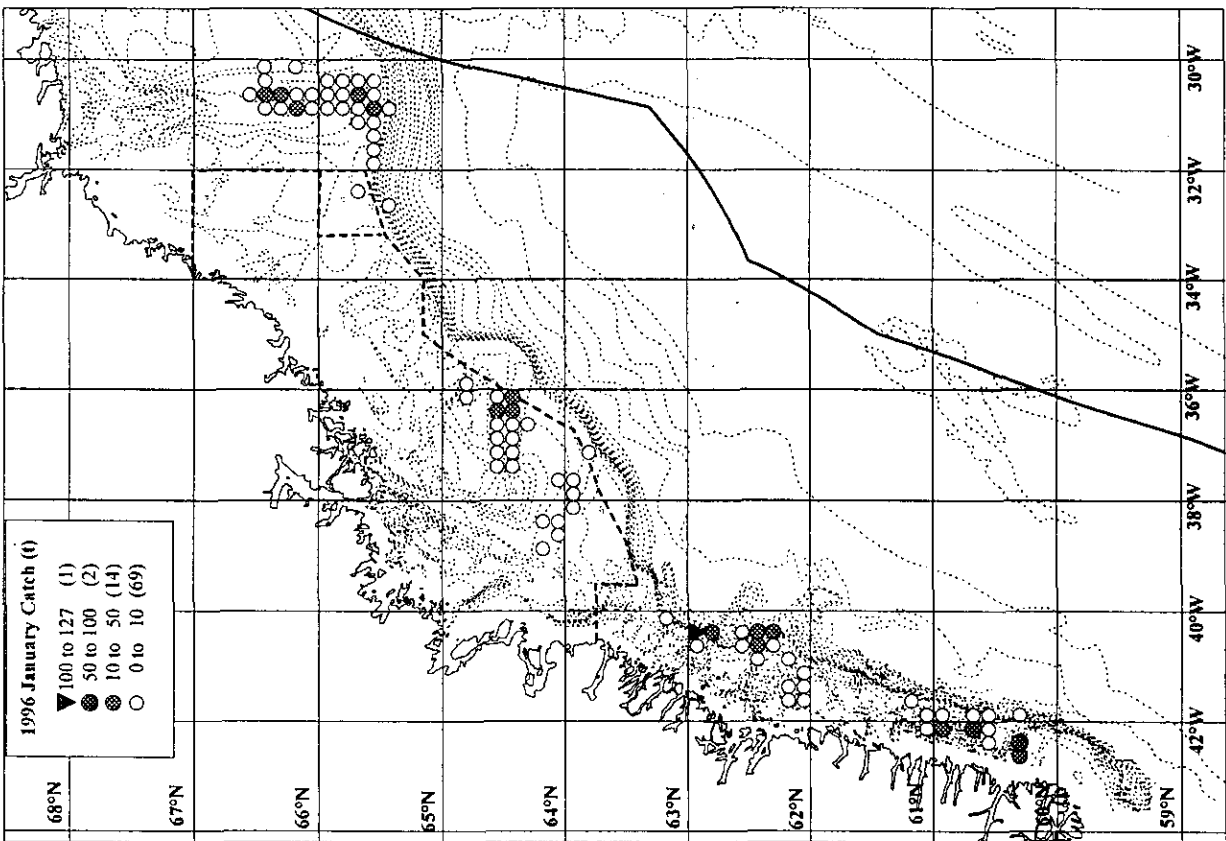 1996 January Catch (t)
100 to 127 (1)
50 to 100 (2)
10 to 50 (14)
0 to 10 (69)
68°N
67°N
66°N
65°N
64°N
63°N
62°N
61°N
60°N
59°N
42°W
40°W
38°W
36°W
34°W
32°W
30°W